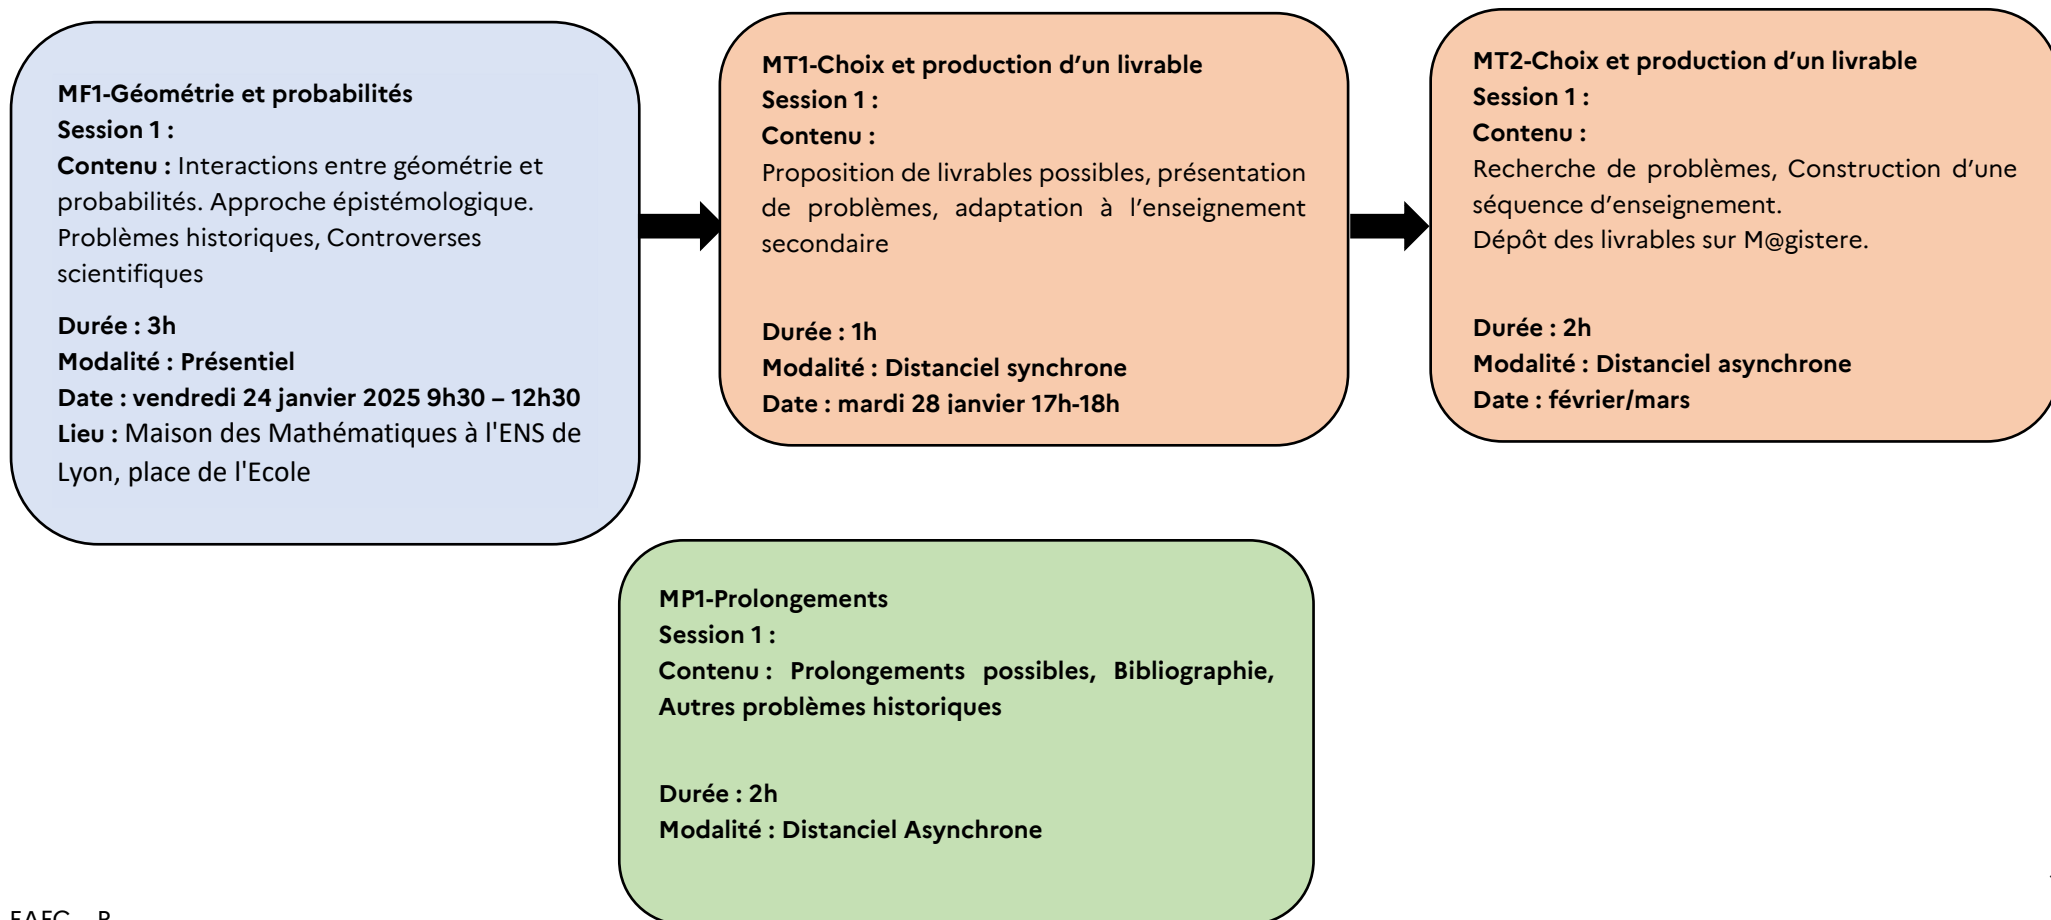 MF1-Géométrie et probabilités
Session 1 :
Contenu : Interactions entre géométrie et
probabilités. Approche épistémologique.
Problèmes historiques, Controverses
scientifiques
Durée : 3h
Modalité : Présentiel
Date : vendredi 24 janvier 2025 9h30 – 12h30
Lieu : Maison des Mathématiques à l'ENS de
Lyon, place de l'Ecole
MT1-Choix et production d’un livrable
Session 1 :
Contenu :
Proposition de livrables possibles, présentation
de problèmes, adaptation à l’enseignement
secondaire
Durée : 1h
Modalité : Distanciel synchrone
Date : mardi 28 janvier 17h-18h
MT2-Choix et production d’un livrable
Session 1 :
Contenu :
Recherche de problèmes, Construction d’une
séquence d’enseignement.
Dépôt des livrables sur M@gistere.
Durée : 2h
Modalité : Distanciel asynchrone
Date : février/mars
MP1-Prolongements
Session 1 :
Contenu : Prolongements possibles, Bibliographie,
Autres problèmes historiques
Durée : 2h
Modalité : Distanciel Asynchrone